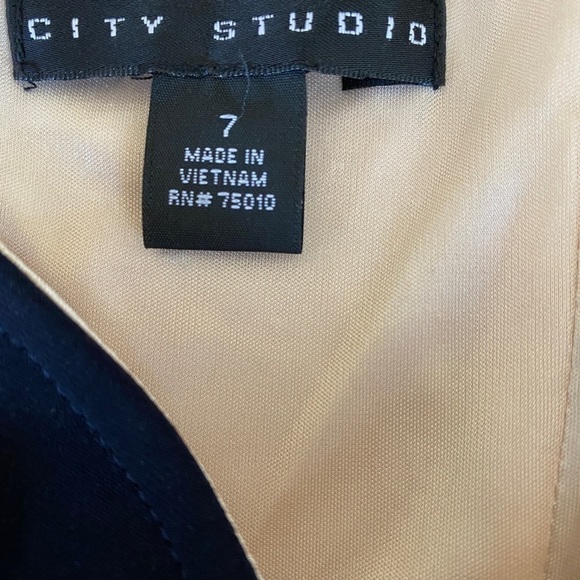 CITY STUDIO
7
MADE IN
VIETNAM
RN# 75010